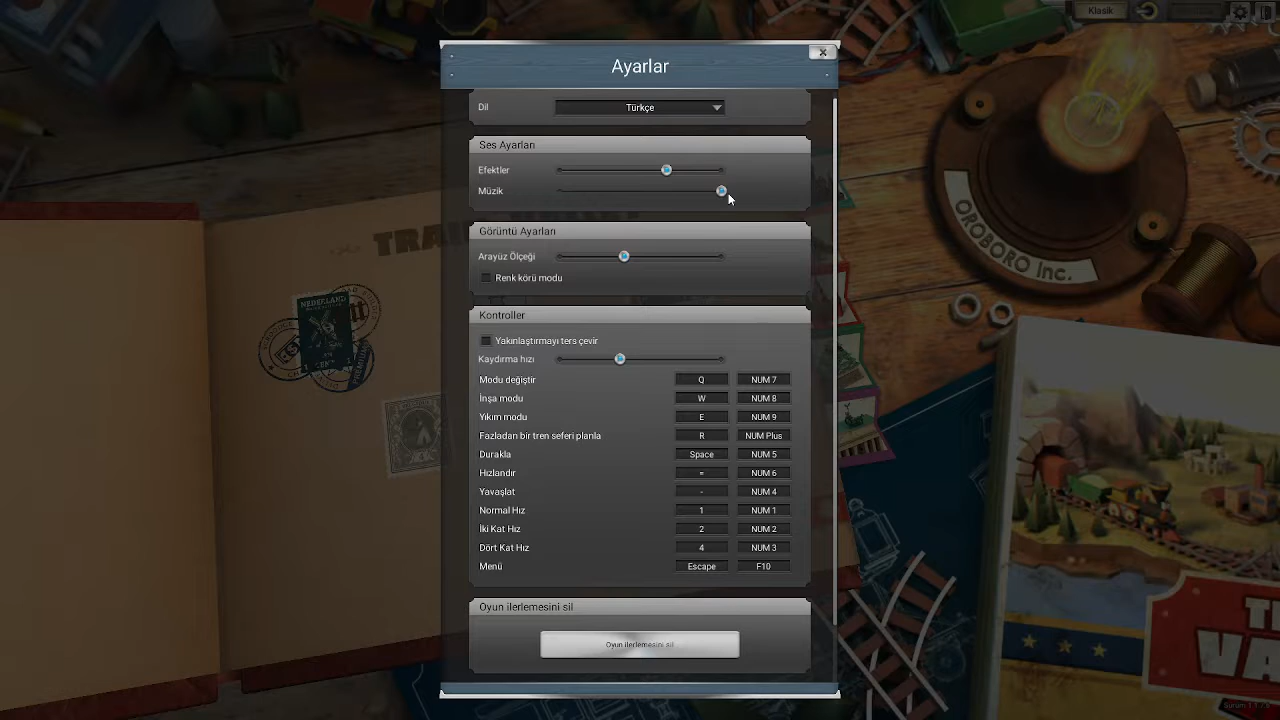 Klasik
Ayarlar
Dil Türkçe
Ses Ayarları
Efektler
Müzik
Görüntü Ayarları
Arayüz Ölçeği
Renk körü modu
Kontroller
Yakınlaştırmayı ters çevir
Kaydırma hızı
Modu değiştir Q NUM 7
İnşa modu W NUM 8
Yıkım modu E NUM 9
Fazladan bir tren seferi planla R NUM Plus
Durakla Space NUM 5
Hızlandır = NUM 6
Yavaşlat - NUM 4
Normal Hız 1 NUM 1
İki Kat Hız 2 NUM 2
Dört Kat Hız 4 NUM 3
Menü Escape F10
Oyun ilerlemesini sil
Oyun ilerlemesini sil
TRAI
NEDERLAND
OROBORO Inc.
VA